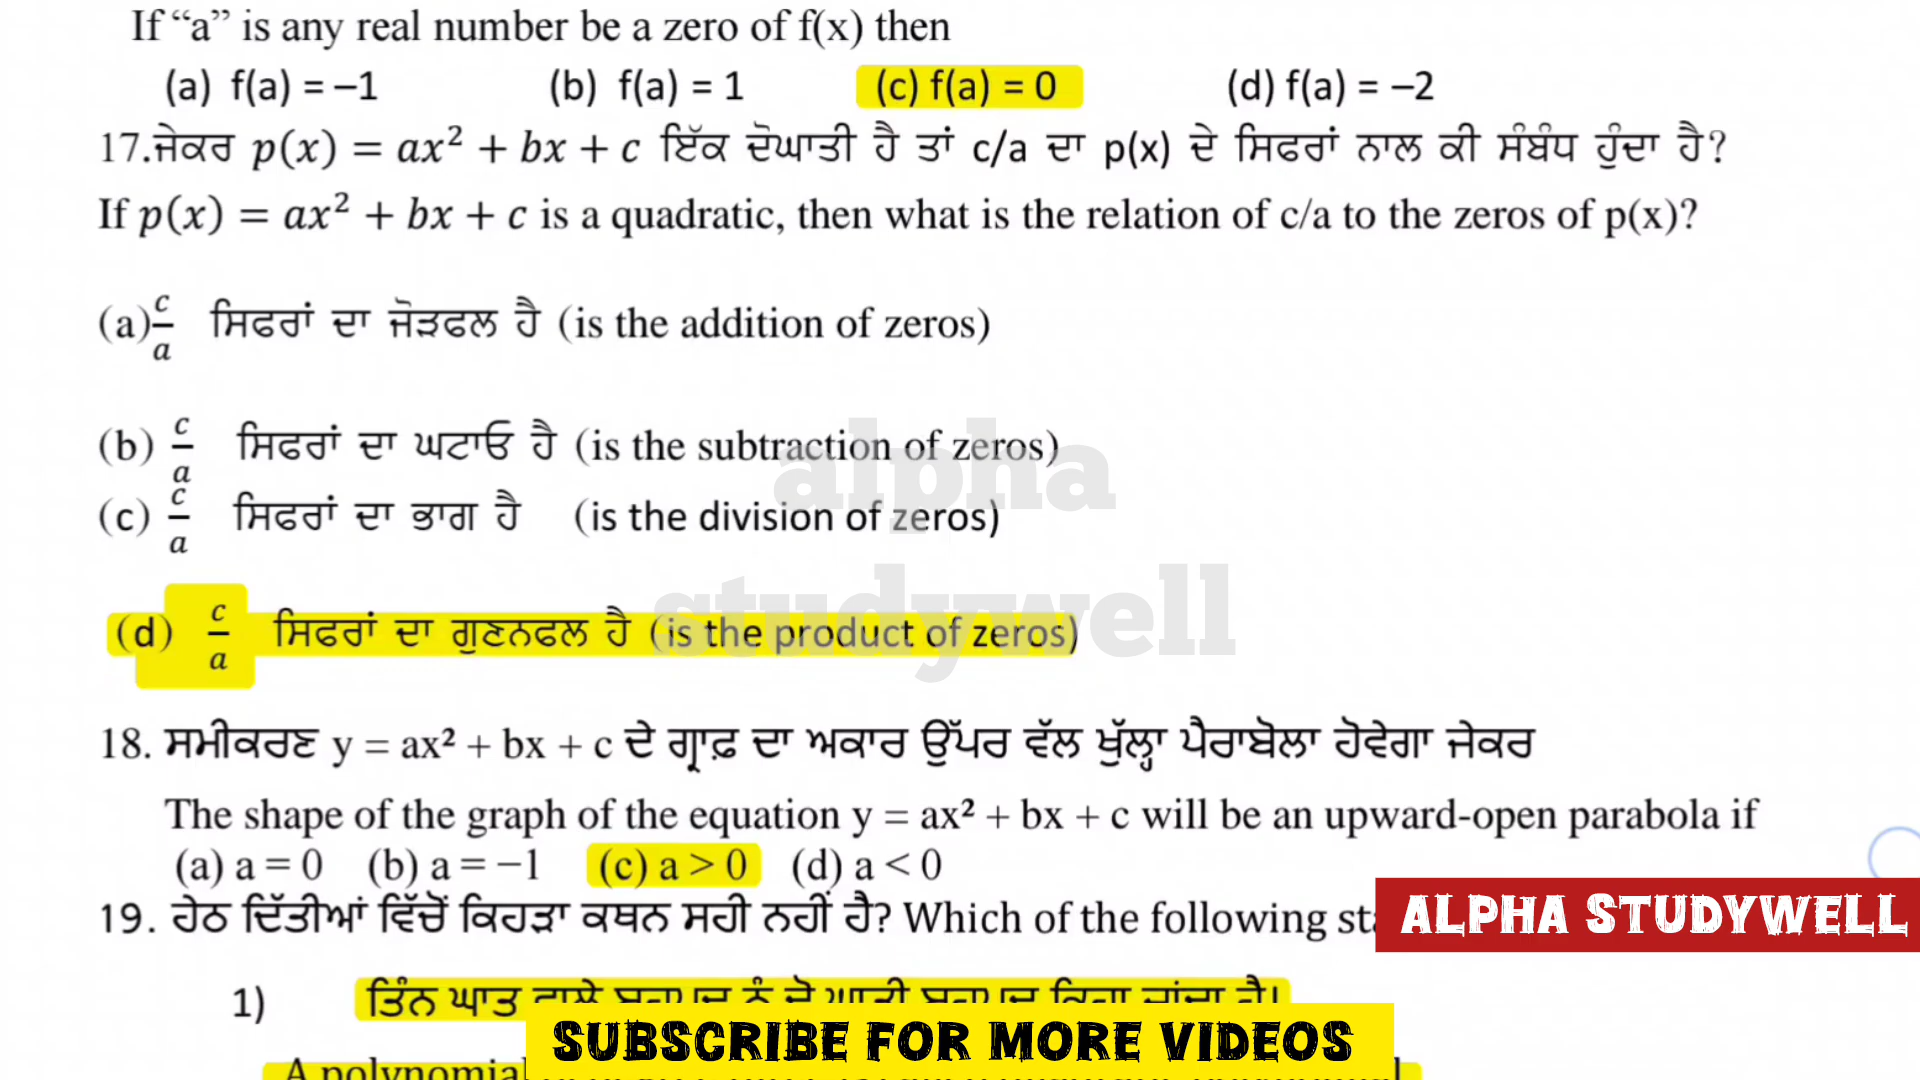 If “a” is any real number be a zero of f(x) then
(a) f(a) = –1 (b) f(a) = 1 (c) f(a) = 0 (d) f(a) = –2
17.ਜੇਕਰ p(x) = ax² + bx + c ਇੱਕ ਦੋਘਾਤੀ ਹੈ ਤਾਂ c/a ਦਾ p(x) ਦੇ ਸਿਫਰਾਂ ਨਾਲ ਕੀ ਸੰਬੰਧ ਹੁੰਦਾ ਹੈ?
If p(x) = ax² + bx + c is a quadratic, then what is the relation of c/a to the zeros of p(x)?
(a) c/a ਸਿਫਰਾਂ ਦਾ ਜੋੜਫਲ ਹੈ (is the addition of zeros)
(b) c/a ਸਿਫਰਾਂ ਦਾ ਘਟਾਓ ਹੈ (is the subtraction of zeros)
(c) c/a ਸਿਫਰਾਂ ਦਾ ਭਾਗ ਹੈ (is the division of zeros)
alpha
studywell
(d) c/a ਸਿਫਰਾਂ ਦਾ ਗੁਣਨਫਲ ਹੈ (is the product of zeros)
18. ਸਮੀਕਰਣ y = ax² + bx + c ਦੇ ਗ੍ਰਾਫ਼ ਦਾ ਅਕਾਰ ਉੱਪਰ ਵੱਲ ਖੁੱਲ੍ਹਾ ਪੈਰਾਬੋਲਾ ਹੋਵੇਗਾ ਜੇਕਰ
The shape of the graph of the equation y = ax² + bx + c will be an upward-open parabola if
(a) a = 0 (b) a = −1 (c) a > 0 (d) a < 0
19. ਹੇਠ ਦਿੱਤੀਆਂ ਵਿੱਚੋਂ ਕਿਹੜਾ ਕਥਨ ਸਹੀ ਨਹੀਂ ਹੈ? Which of the following
ALPHA STUDYWELL
1) ਤਿੰਨ ਘਾਤ
SUBSCRIBE FOR MORE VIDEOS
A polynomial